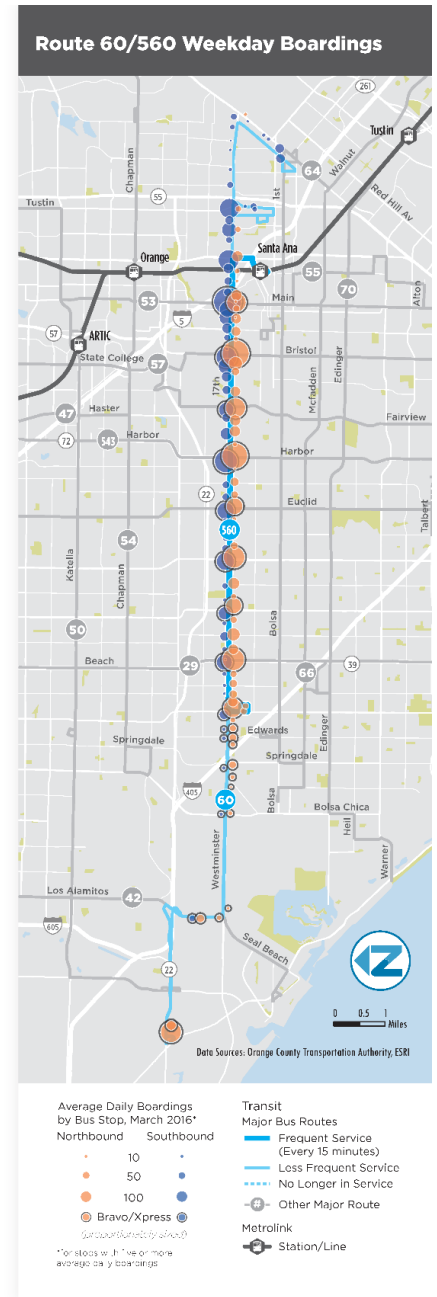 Route 60/560 Weekday Boardings
261
Tustin
Chapman
Walnut
1st
64
55
Tustin
Red Hill Av
Orange
Santa Ana
55
Main
70
Alton
53
5
57
ARTIC
State College
57
Bristol
17th
Mcfadden
Edinger
47
Haster
Fairview
72
543
Harbor
Harbor
22
Euclid
Talbert
560
54
Katella
Chapman
Bolsa
50
Beach
29
39
66
Edwards
Springdale
Springdale
Edinger
405
60
Bolsa
Bolsa Chica
Heil
Westminster
Warner
Los Alamitos
42
605
Seal Beach
22
Z
0 0.5 1
Miles
Data Sources: Orange County Transportation Authority, ESRI
Average Daily Boardings
by Bus Stop, March 2016*
Northbound Southbound
10
50
100
Bravo/Xpress
(proportionately sized)
*For stops with five or more
average daily boardings
Transit
Major Bus Routes
Frequent Service
(Every 15 minutes)
Less Frequent Service
No Longer in Service
# Other Major Route
Metrolink
Station/Line